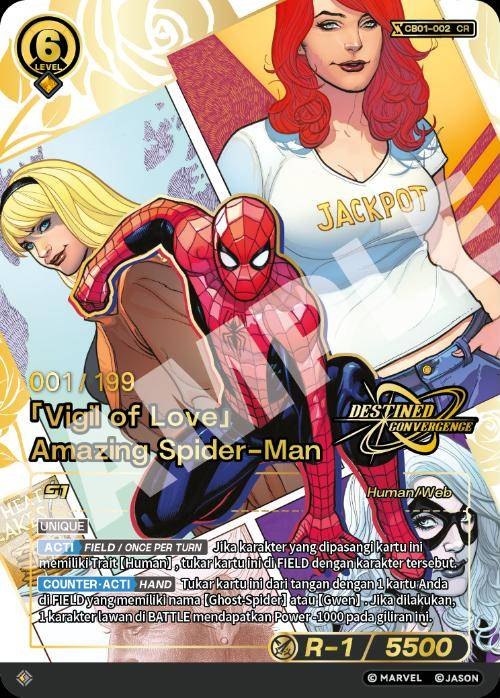 6
LEVEL
CB01-002 CR
JACKPOT
SAMPLE
001/199
「Vigil of Love」
Amazing Spider-Man
DESTINED
CONVERGENCE
S1
Human/Web
UNIQUE
ACT1 FIELD / ONCE PER TURN Jika karakter yang dipasangi kartu ini
memiliki Trait [Human] , tukar kartu ini di FIELD dengan karakter tersebut.
COUNTER・ACT1 HAND Tukar kartu ini dari tangan dengan 1 kartu Anda
di FIELD yang memiliki nama [Ghost-Spider] atau [Gwen] . Jika dilakukan,
1 karakter lawan di BATTLE mendapatkan Power-1000 pada giliran ini.
R-1 / 5500
© MARVEL ©JASON